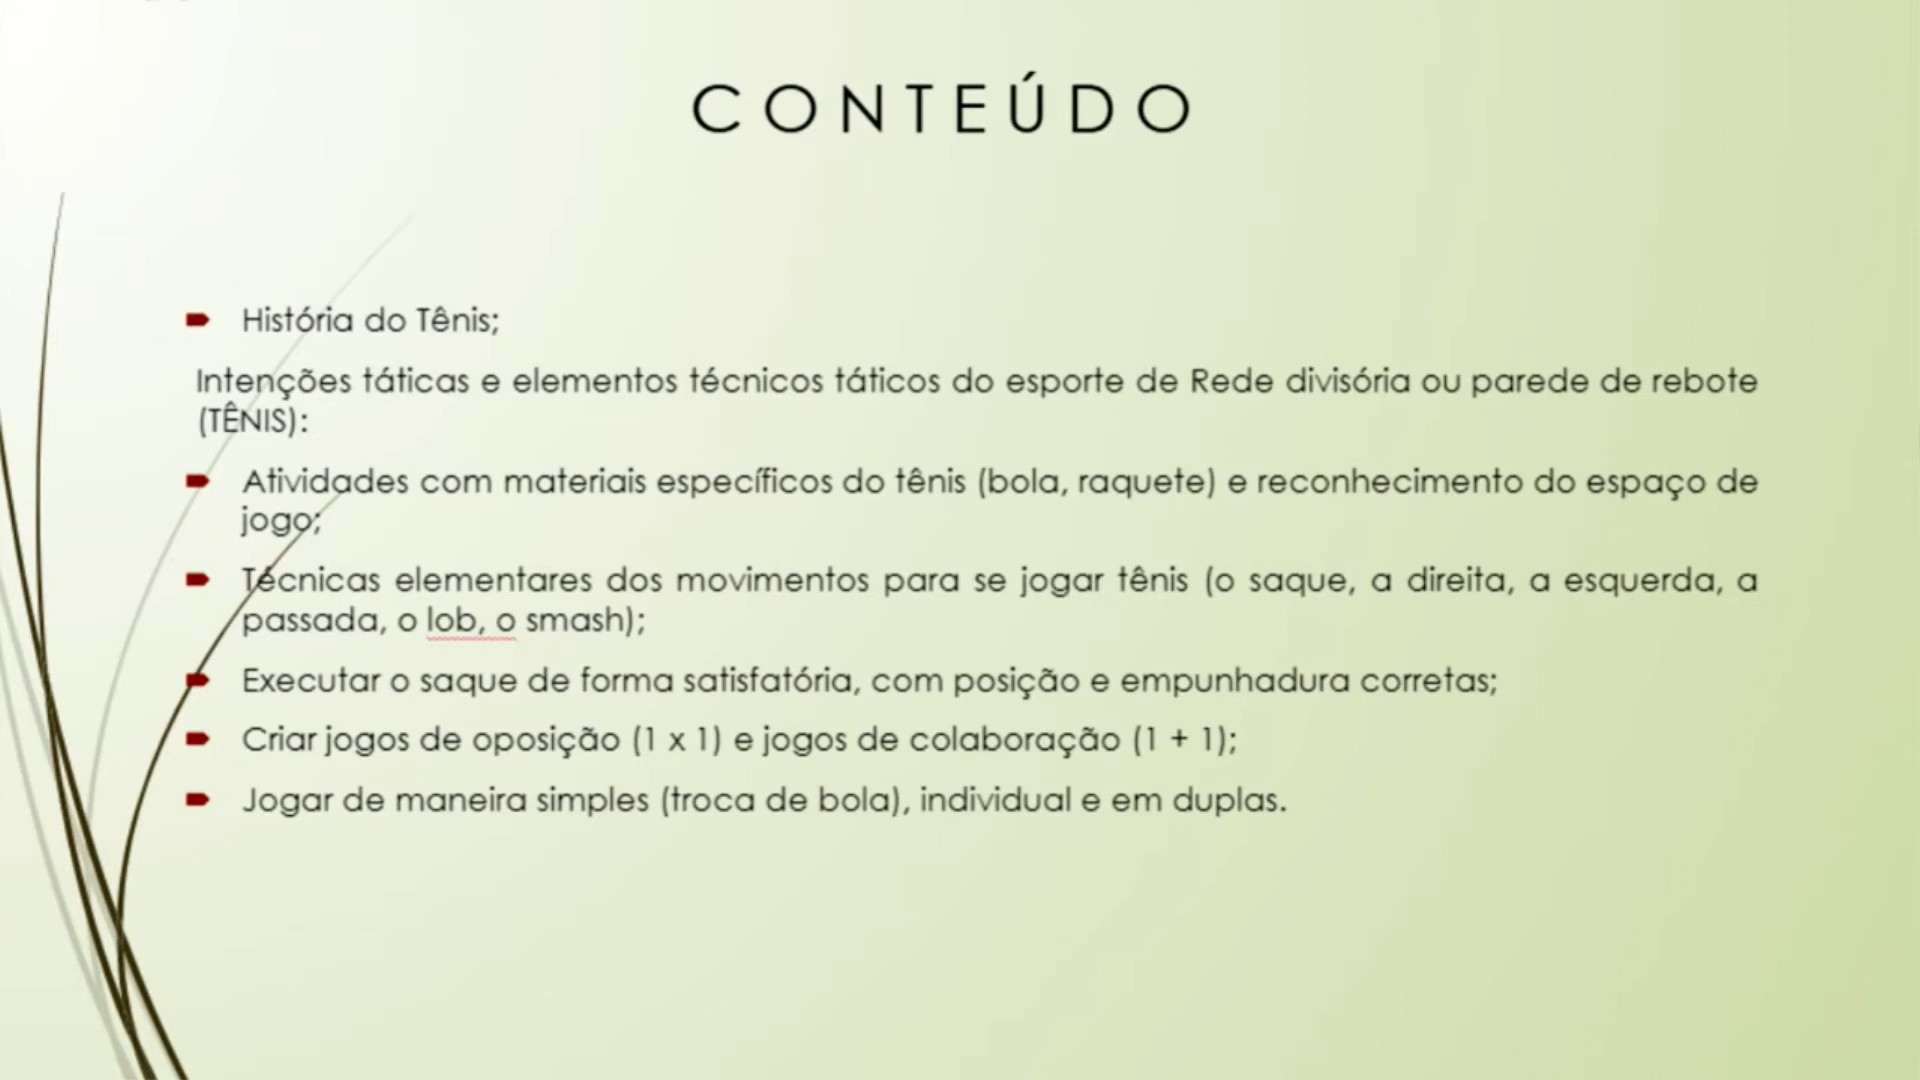 CONTEÚDO
História do Tênis;
Intenções táticas e elementos técnicos táticos do esporte de Rede divisória ou parede de rebote
(TÊNIS):
Atividades com materiais específicos do tênis (bola, raquete) e reconhecimento do espaço de
jogo;
Técnicas elementares dos movimentos para se jogar tênis (o saque, a direita, a esquerda, a
passada, o lob, o smash);
Executar o saque de forma satisfatória, com posição e empunhadura corretas;
Criar jogos de oposição (1 x 1) e jogos de colaboração (1 + 1);
Jogar de maneira simples (troca de bola), individual e em duplas.